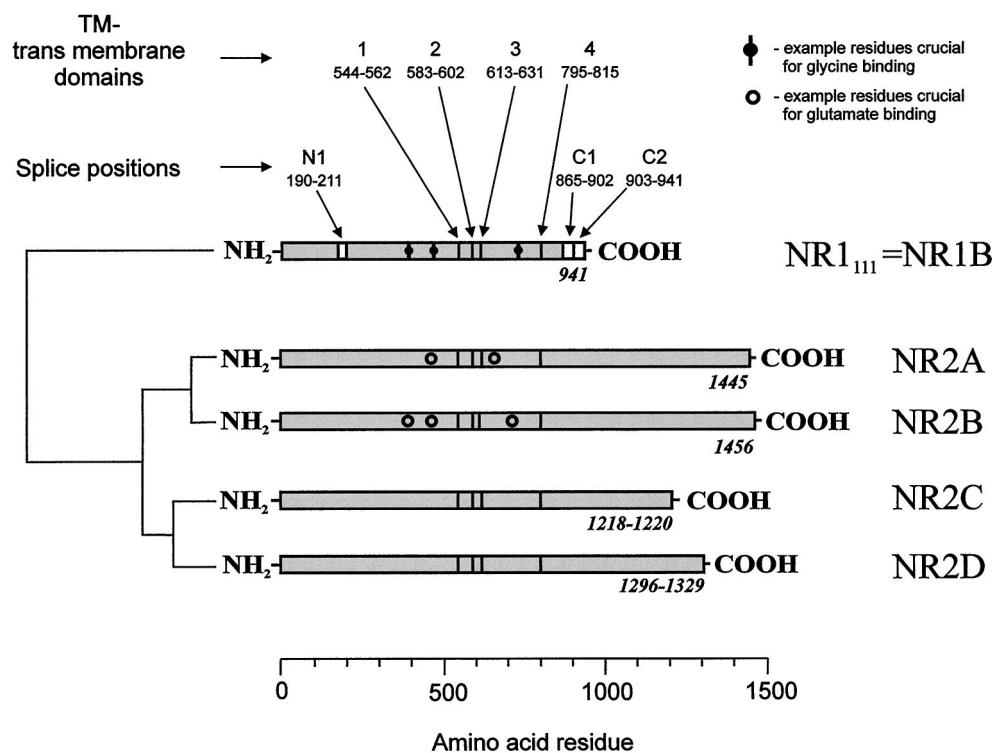 TM-
trans membrane
domains
1 2 3 4
544-562 583-602 613-631 795-815
- example residues crucial
for glycine binding
- example residues crucial
for glutamate binding
Splice positions
N1
190-211
C1 C2
865-902 903-941
NH₂ COOH NR1₁₁₁=NR1B
941
NH₂ COOH NR2A
1445
NH₂ COOH NR2B
1456
NH₂ COOH NR2C
1218-1220
NH₂ COOH NR2D
1296-1329
0 500 1000 1500
Amino acid residue